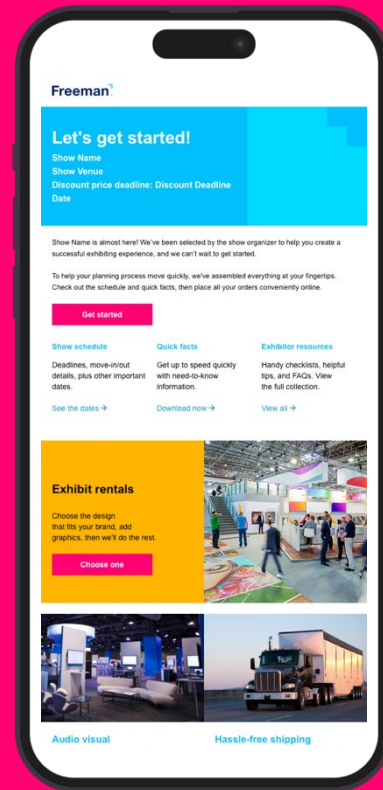 Freeman
Let's get started!
Show Name
Show Venue
Discount price deadline: Discount Deadline
Date
Show Name is almost here! We've been selected by the show organizer to help you create a
successful exhibiting experience, and we can't wait to get started.
To help your planning process move quickly, we've assembled everything at your fingertips.
Check out the schedule and quick facts, then place all your orders conveniently online.
Get started
Show schedule
Deadlines, move-in/out
details, plus other important
dates.
See the dates →
Quick facts
Get up to speed quickly
with need-to-know
information.
Download now →
Exhibitor resources
Handy checklists, helpful
tips, and FAQs. View
the full collection.
View all →
Exhibit rentals
Choose the design
that fits your brand, add
graphics, then we'll do the rest.
Choose one
Audio visual
Hassle-free shipping